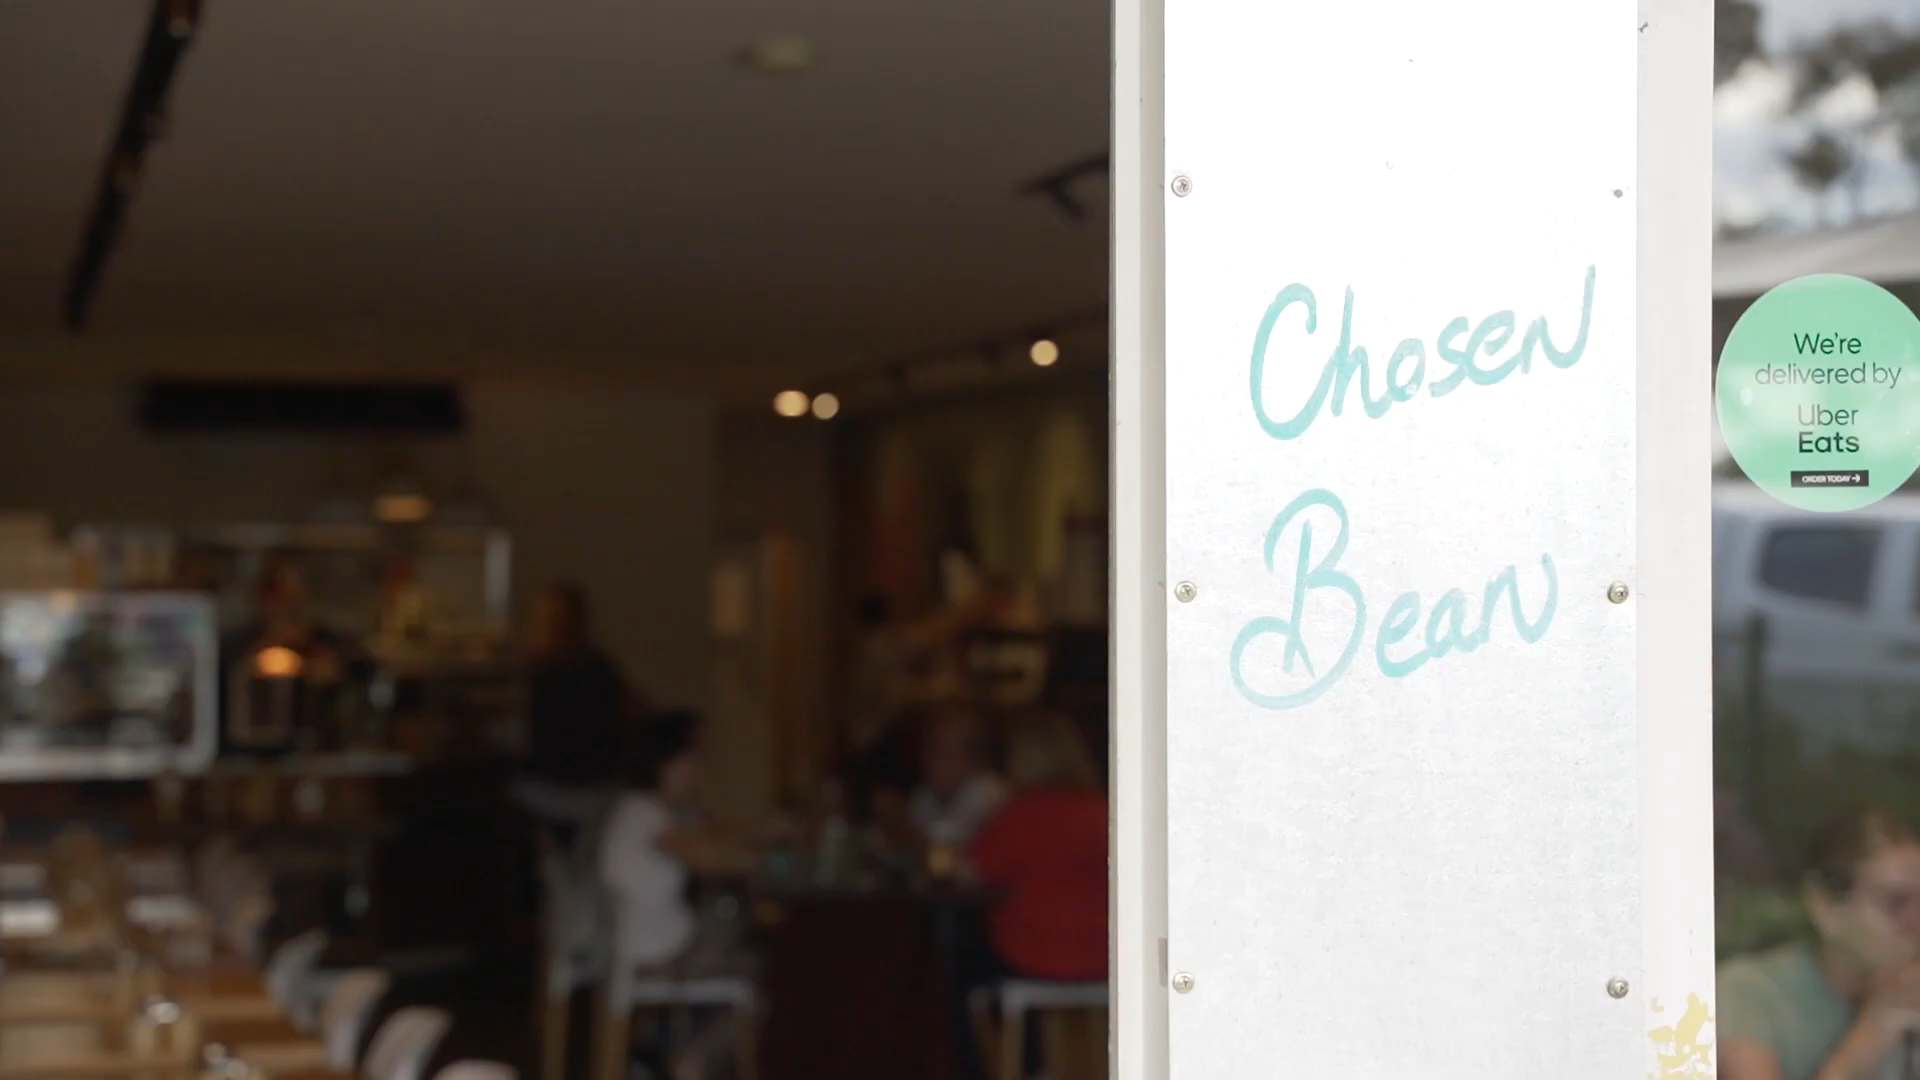 Chosen
Bean
We're
delivered by
Uber
Eats
ORDER TODAY